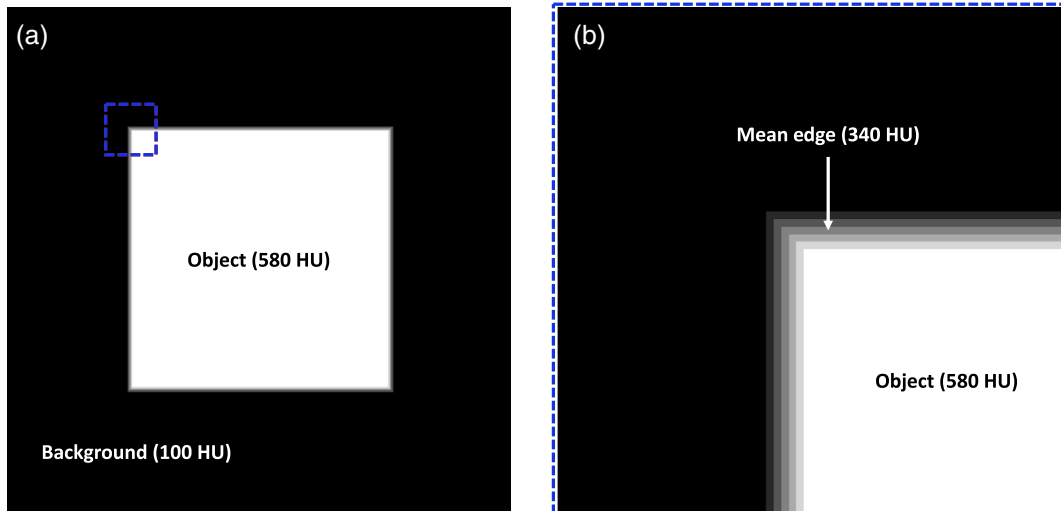 (a)
Object (580 HU)
Background (100 HU)
(b)
Mean edge (340 HU)
Object (580 HU)